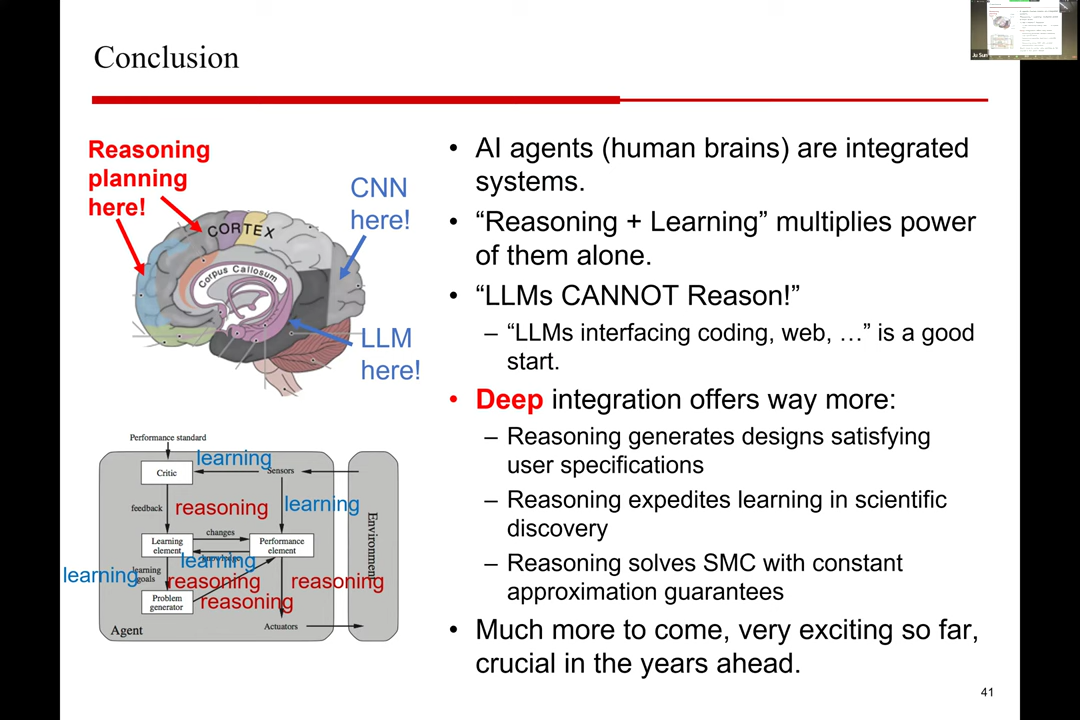 Conclusion
Reasoning
planning
here!
CNN
here!
CORTEX
Corpus Callosum
LLM
here!
• AI agents (human brains) are integrated
systems.
• “Reasoning + Learning” multiplies power
of them alone.
• “LLMs CANNOT Reason!”
– “LLMs interfacing coding, web, …” is a good
start.
• Deep integration offers way more:
– Reasoning generates designs satisfying
user specifications
– Reasoning expedites learning in scientific
discovery
– Reasoning solves SMC with constant
approximation guarantees
• Much more to come, very exciting so far,
crucial in the years ahead.
Performance standard
learning
Critic
Sensors
feedback
reasoning
learning
changes
Learning
element
Performance
element
knowledge
learning
learning
learning
goals
reasoning
reasoning
Problem
generator
reasoning
Agent
Actuators
Environment
41
Ju Sun